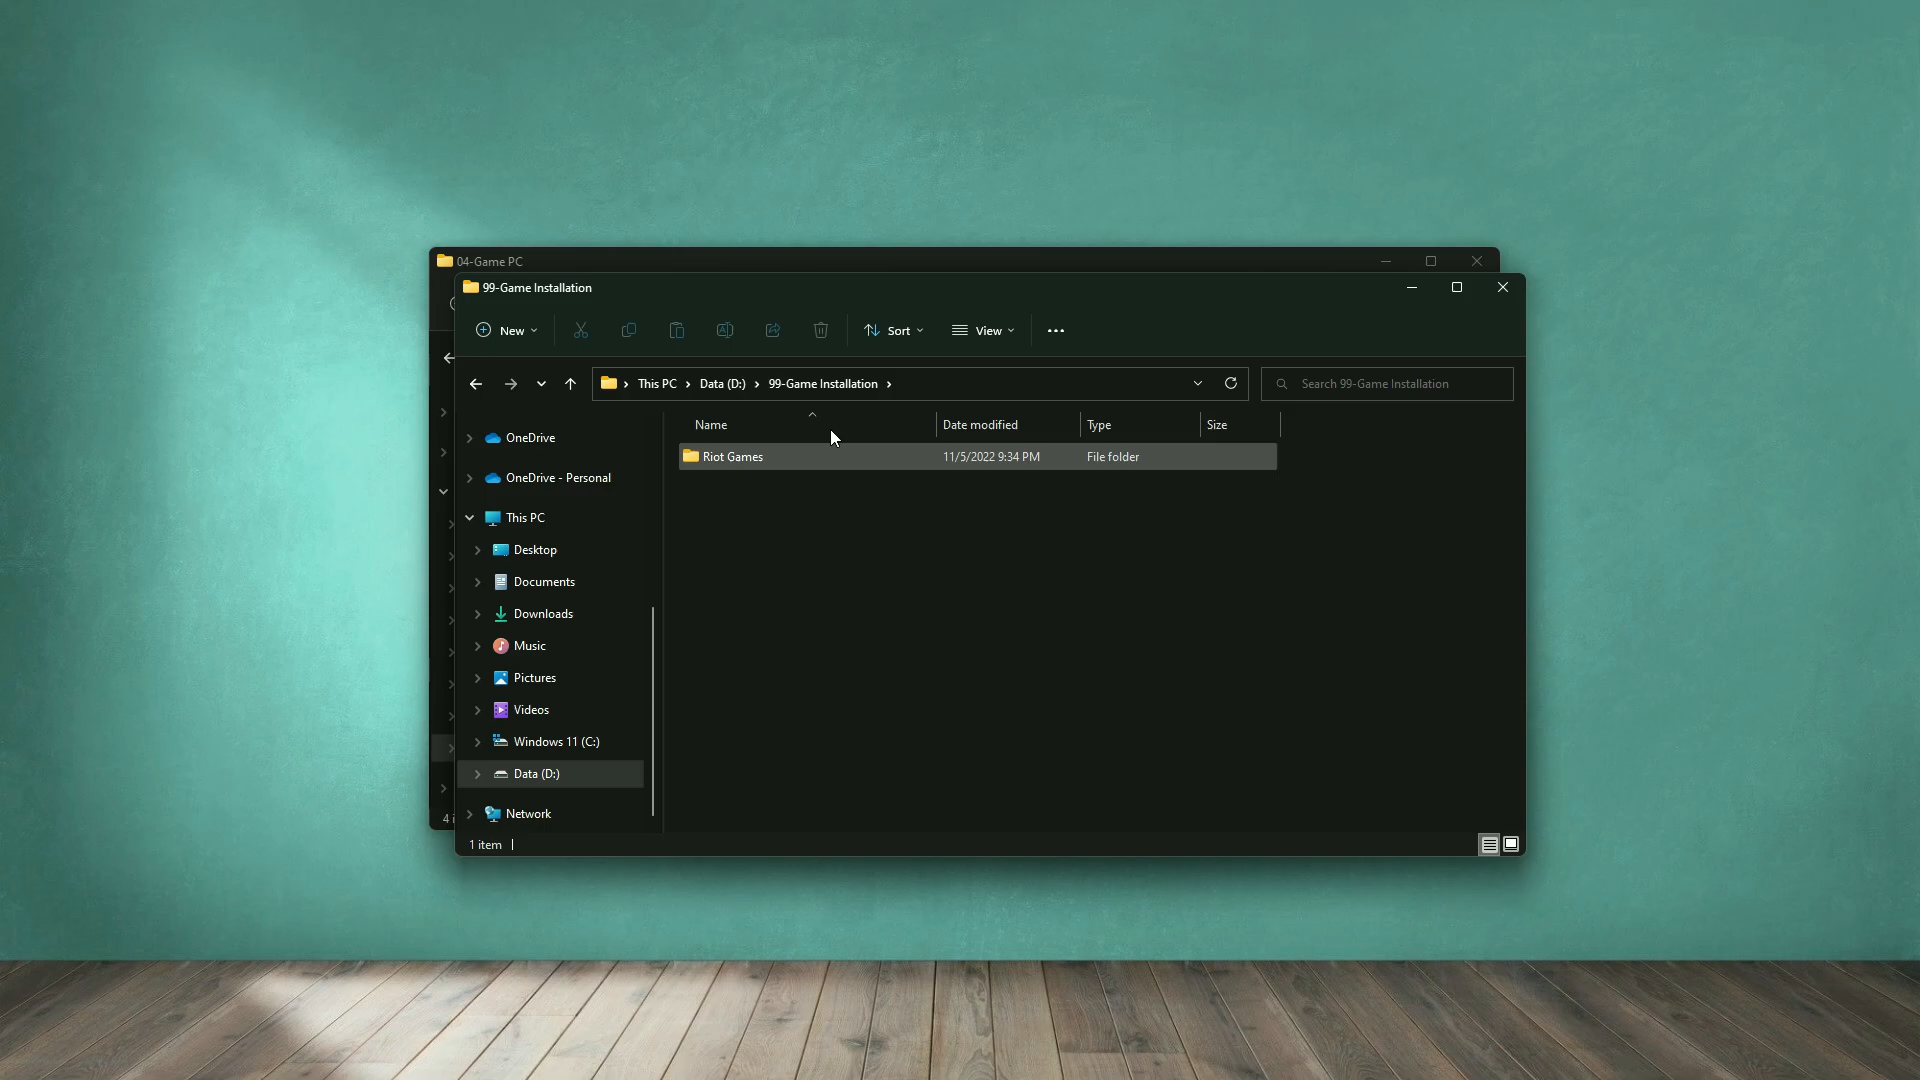 04-Game PC
99-Game Installation
New
Sort
View
This PC
Data (D:)
99-Game Installation
Search 99-Game Installation
Name
Date modified
Type
Size
Riot Games
11/5/2022 9:34 PM
File folder
OneDrive
OneDrive - Personal
This PC
Desktop
Documents
Downloads
Music
Pictures
Videos
Windows 11 (C:)
Data (D:)
Network
4 i
1 item